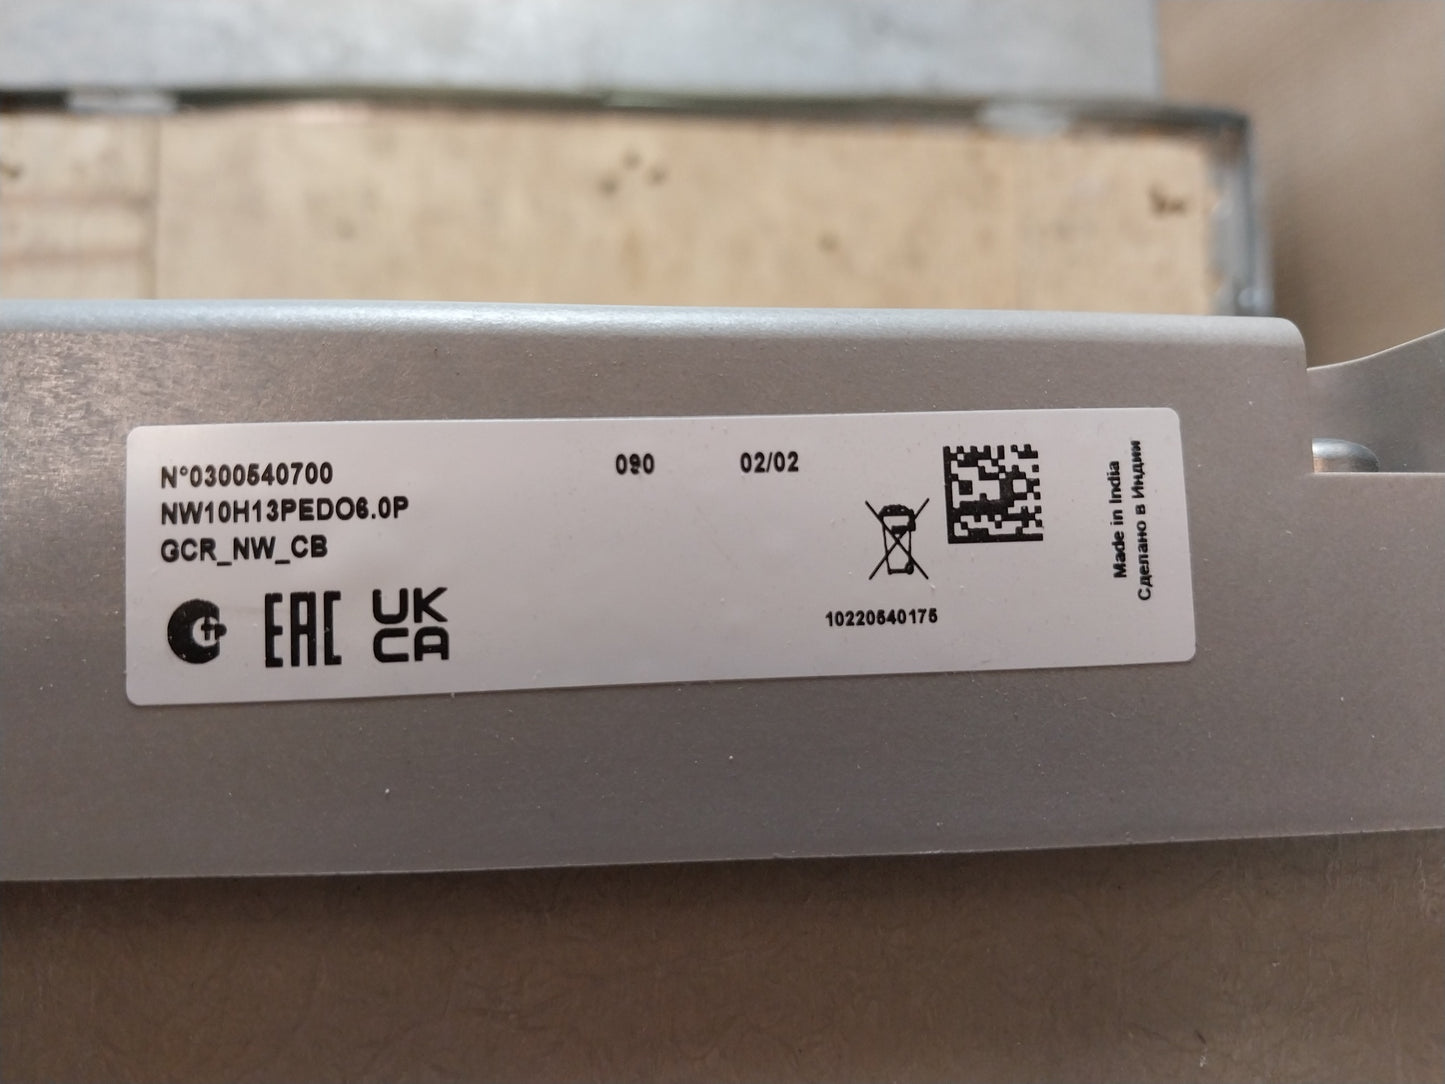 N°0300540700
NW10H13PEDO6.0P
GCR_NW_CB
090
02/02
EAC
UK
CA
10220540175
Made in India
Сделано в Индии